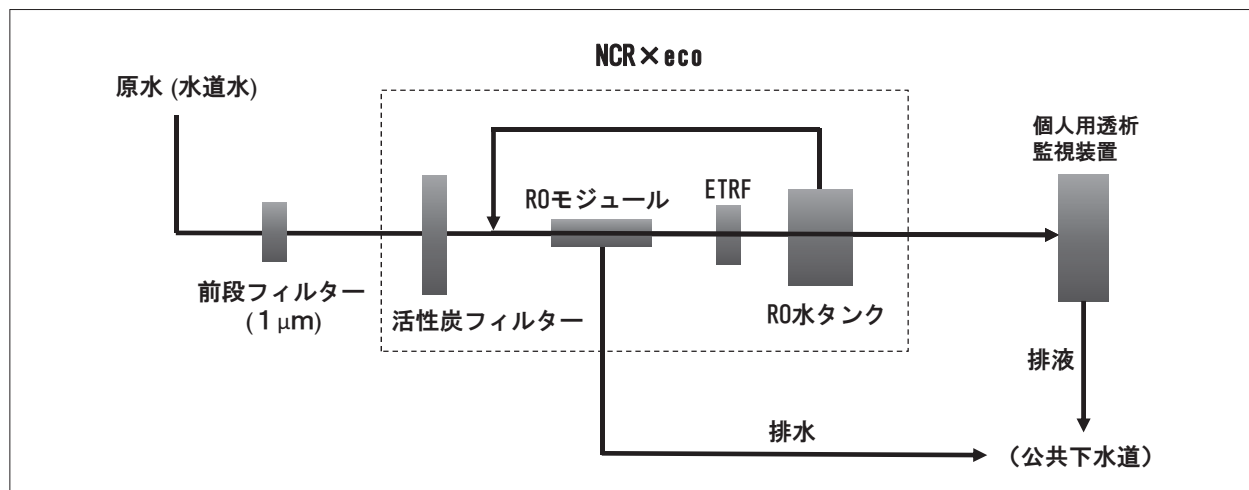 NCR×eco
原水 (水道水)
個人用透析
監視装置
ROモジュール
ETRF
前段フィルター
(1μm)
活性炭フィルター
RO水タンク
排液
排水
(公共下水道)